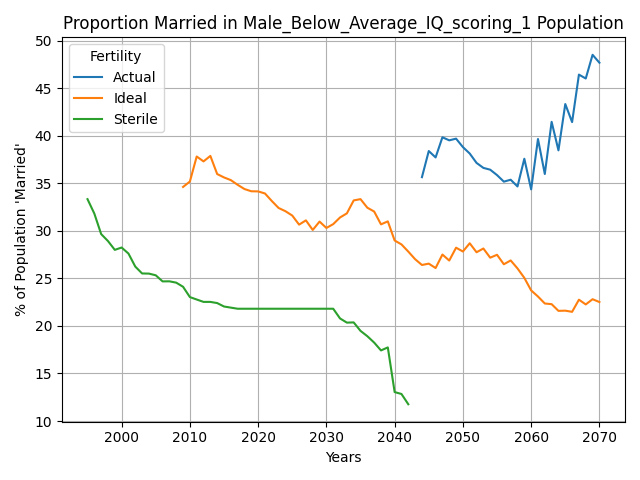 Proportion Married in Male_Below_Average_IQ_scoring_1 Population
% of Population 'Married'
50
45
40
35
30
25
20
15
10
Fertility
Actual
Ideal
Sterile
2000 2010 2020 2030 2040 2050 2060 2070
Years